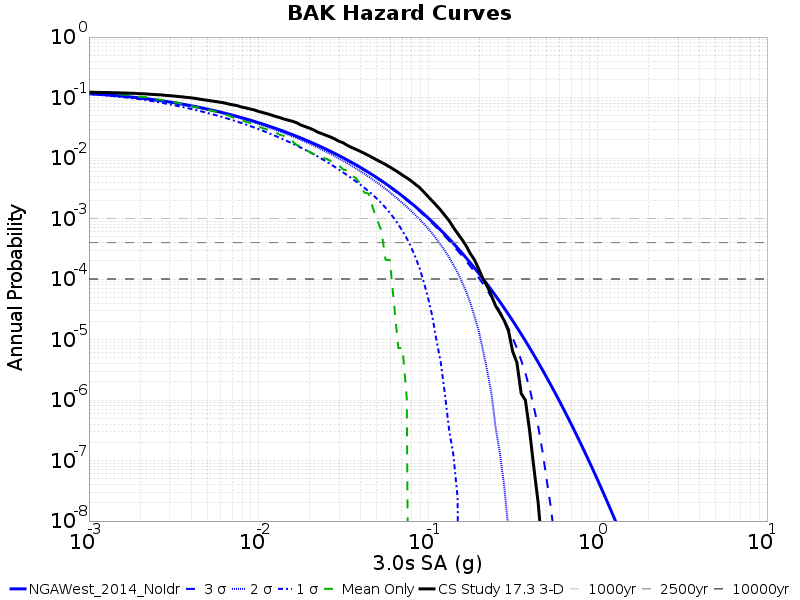 BAK Hazard Curves
Annual Probability
10^0
10^-1
10^-2
10^-3
10^-4
10^-5
10^-6
10^-7
10^-8
10^-3 10^-2 10^-1 10^0 10^1
3.0s SA (g)
NGAWest_2014_NoIdr 3 σ 2 σ 1 σ Mean Only CS Study 17.3 3-D 1000yr 2500yr 10000yr